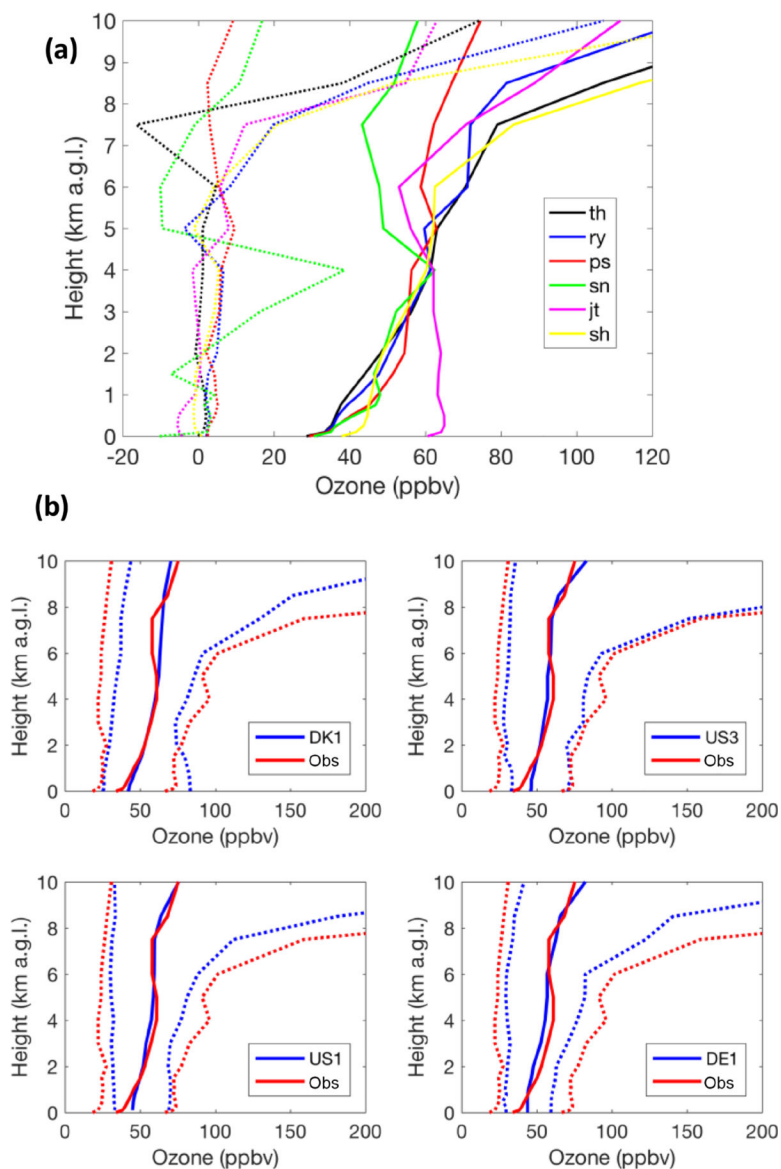 (a)
10
9
8
7
6
5
4
3
2
1
0
Height (km a.g.l.)
th
ry
ps
sn
jt
sh
-20 0 20 40 60 80 100 120
Ozone (ppbv)
(b)
10
8
6
4
2
0
Height (km a.g.l.)
DK1
Obs
0 50 100 150 200
Ozone (ppbv)
10
8
6
4
2
0
Height (km a.g.l.)
US3
Obs
0 50 100 150 200
Ozone (ppbv)
10
8
6
4
2
0
Height (km a.g.l.)
US1
Obs
0 50 100 150 200
Ozone (ppbv)
10
8
6
4
2
0
Height (km a.g.l.)
DE1
Obs
0 50 100 150 200
Ozone (ppbv)